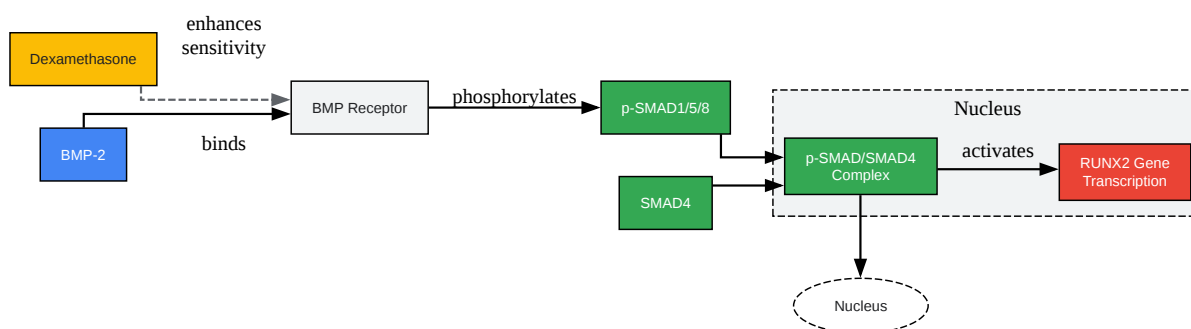 enhances
sensitivity
Dexamethasone
BMP Receptor
phosphorylates
p-SMAD1/5/8
Nucleus
BMP-2
binds
p-SMAD/SMAD4
Complex
activates
RUNX2 Gene
Transcription
SMAD4
Nucleus